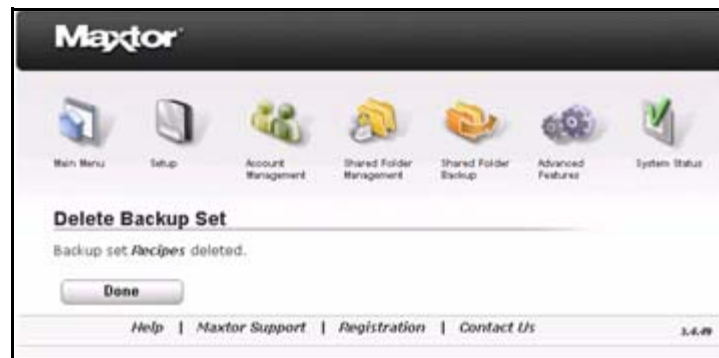 Maxtor
Main Menu
Setup
Account Management
Shared Folder Management
Shared Folder Backup
Advanced Features
System Status
Delete Backup Set
Backup set Recipes deleted.
Done
Help | Maxtor Support | Registration | Contact Us